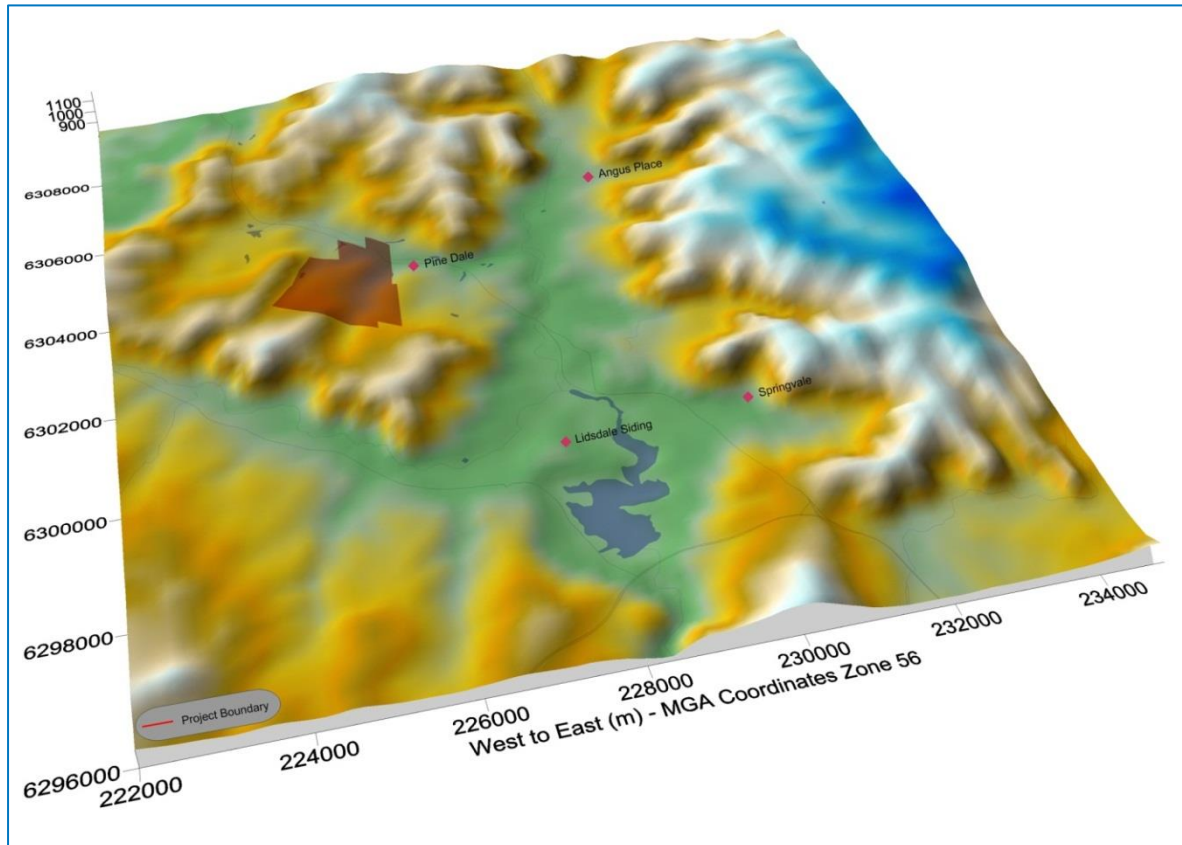 1100
1000
900
6308000
Angus Place
6306000
Pine Dale
6304000
Springvale
6302000
Lidsdale Siding
6300000
6298000
Project Boundary
6296000
222000
224000
226000
228000
230000
232000
234000
West to East (m) - MGA Coordinates Zone 56